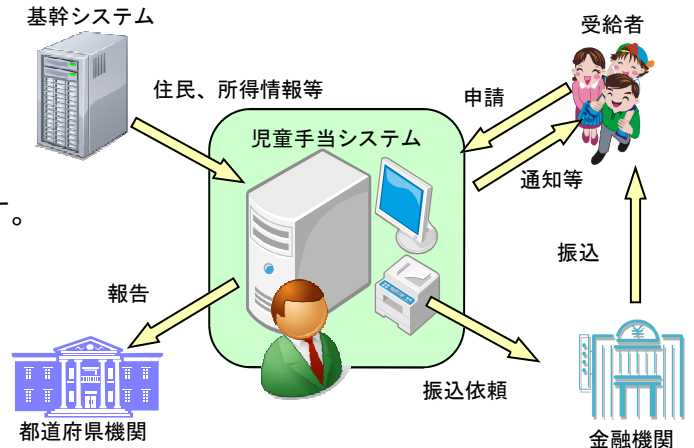 基幹システム
受給者
住民、所得情報等
申請
児童手当システム
通知等
す。
振込
報告
振込依頼
都道府県機関
金融機関
¥